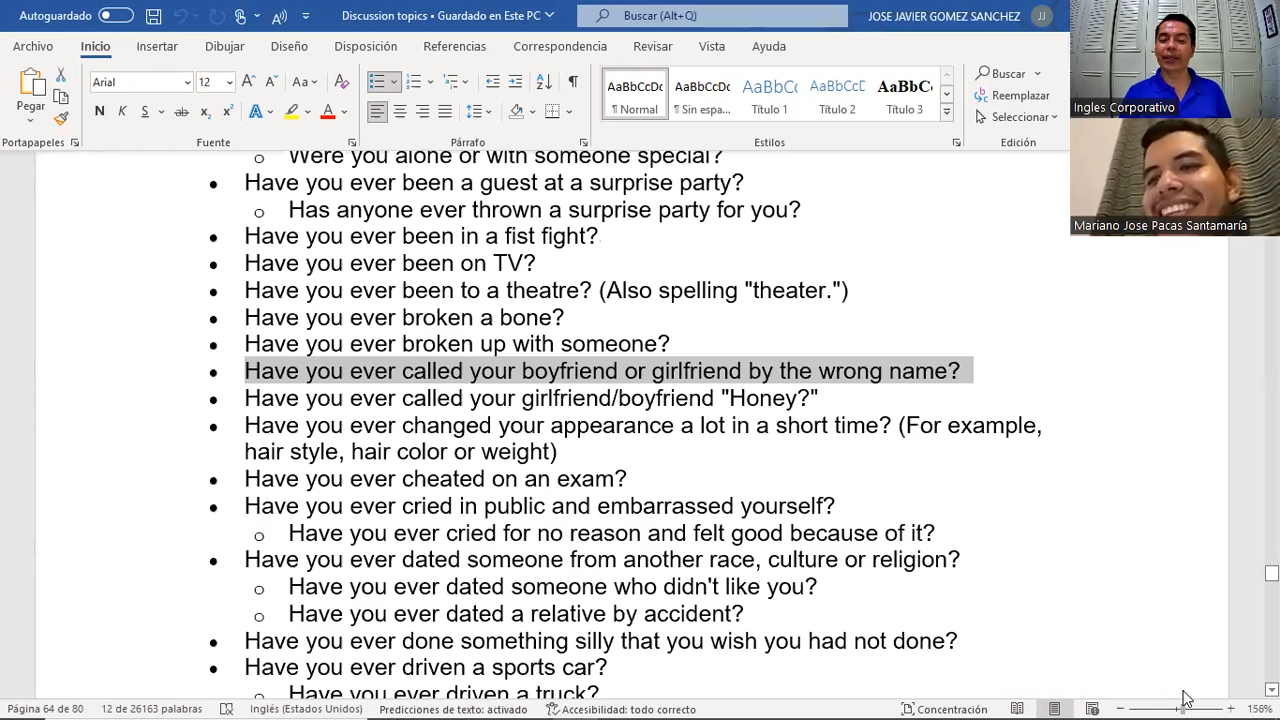 Autoguardado
Discussion topics • Guardado en Este PC
Buscar (Alt+Q)
JOSE JAVIER GOMEZ SANCHEZ
JJ
Archivo Inicio Insertar Dibujar Diseño Disposición Referencias Correspondencia Revisar Vista Ayuda
Pegar
Arial 12
N K S ab x₂ x²
AaBbCcDc AaBbCcDc AaBbCc AaBbCcD AaBbC
¶ Normal ¶ Sin espa... Título 1 Título 2 Título 3
Buscar
Reemplazar
Seleccionar
Portapapeles Fuente Párrafo Estilos Edición
Ingles Corporativo
Mariano Jose Pacas Santamaría
o Were you alone or with someone special?
• Have you ever been a guest at a surprise party?
o Has anyone ever thrown a surprise party for you?
• Have you ever been in a fist fight?
• Have you ever been on TV?
• Have you ever been to a theatre? (Also spelling "theater.")
• Have you ever broken a bone?
• Have you ever broken up with someone?
• Have you ever called your boyfriend or girlfriend by the wrong name?
• Have you ever called your girlfriend/boyfriend "Honey?"
• Have you ever changed your appearance a lot in a short time? (For example,
hair style, hair color or weight)
• Have you ever cheated on an exam?
• Have you ever cried in public and embarrassed yourself?
o Have you ever cried for no reason and felt good because of it?
• Have you ever dated someone from another race, culture or religion?
o Have you ever dated someone who didn't like you?
o Have you ever dated a relative by accident?
• Have you ever done something silly that you wish you had not done?
• Have you ever driven a sports car?
o Have you ever driven a truck?
Página 64 de 80 12 de 26163 palabras Inglés (Estados Unidos) Predicciones de texto: activado Accesibilidad: todo correcto Concentración 156%